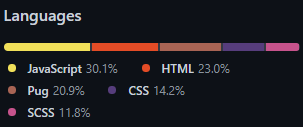 Languages
JavaScript 30.1% HTML 23.0%
Pug 20.9% CSS 14.2%
SCSS 11.8%